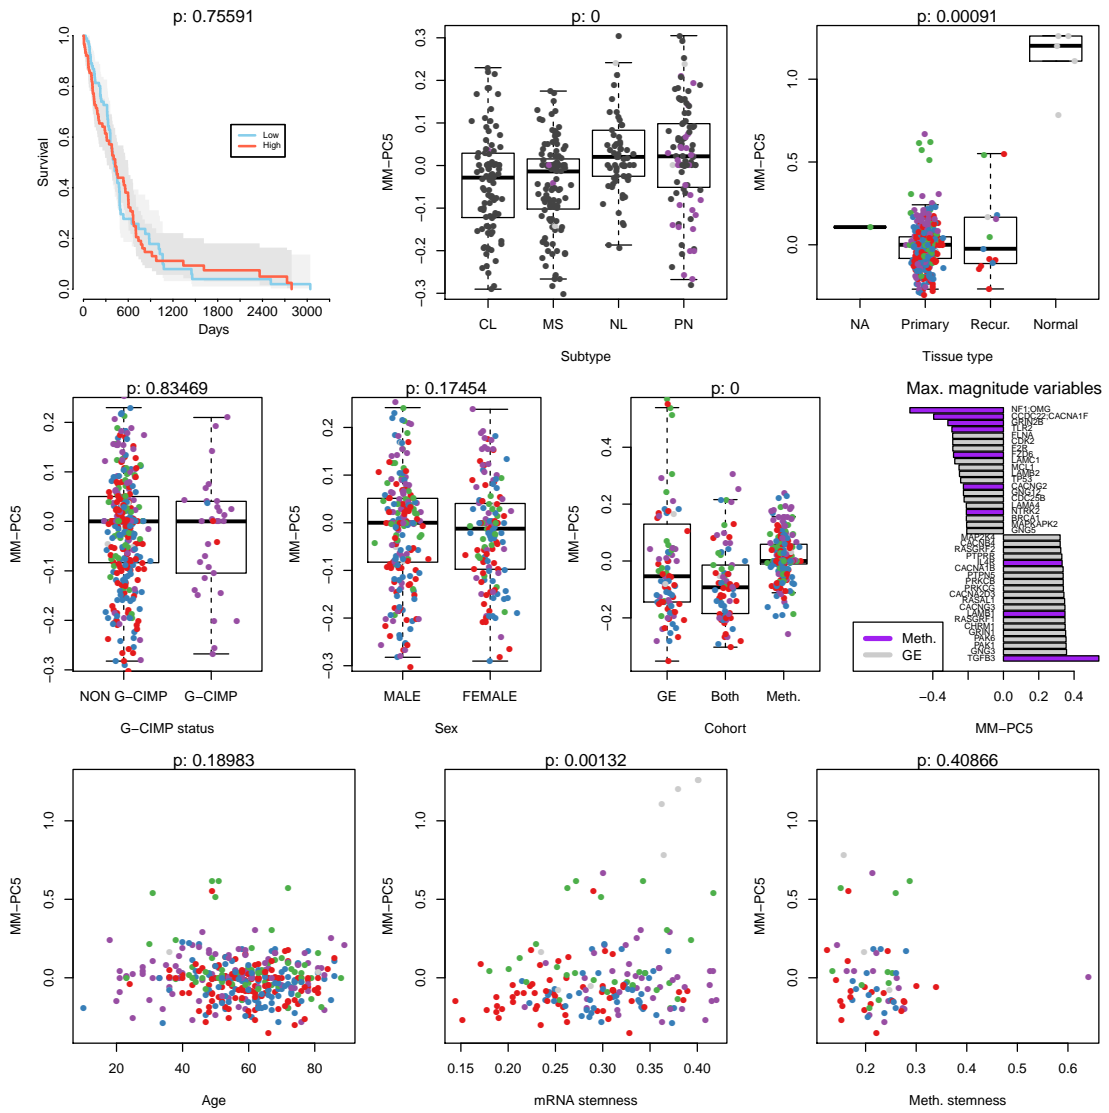 p: 0.75591
Survival
0.0 0.2 0.4 0.6 0.8 1.0
Low
High
0 600 1200 1800 2400 3000
Days
p: 0
MM−PC5
−0.3 −0.2 −0.1 0.0 0.1 0.2 0.3
CL MS NL PN
Subtype
p: 0.00091
MM−PC5
0.0 0.5 1.0
NA Primary Recur. Normal
Tissue type
p: 0.83469
MM−PC5
−0.3 −0.2 −0.1 0.0 0.1 0.2
NON G−CIMP G−CIMP
G−CIMP status
p: 0.17454
MM−PC5
−0.3 −0.2 −0.1 0.0 0.1 0.2
MALE FEMALE
Sex
p: 0
MM−PC5
−0.2 0.0 0.2 0.4
GE Both Meth.
Cohort
Max. magnitude variables
NF1;OMG
CCDC22;CACNA1F
GRIN2B
TLR2
FLNA
CDK2
F2R
FZD6
LAMC1
MCL1
LAMB2
TP53
CACNG2
GNG12
CDC25B
LAMA4
NTRK2
BRCA1
MAPKAPK2
GNG5
MAP2K4
CACNB4
RASGRF2
PTPRR
IL4R
CACNA1B
PTPN5
PRKCB
PRKCG
CACNA2D3
RASAL1
CACNG3
LAMB1
RASGRF1
CHRM1
GRIN1
PAK6
PAK1
GNG3
TGFB3
Meth.
GE
−0.4 0.0 0.2 0.4
MM−PC5
p: 0.18983
MM−PC5
0.0 0.5 1.0
20 40 60 80
Age
p: 0.00132
MM−PC5
0.0 0.5 1.0
0.15 0.20 0.25 0.30 0.35 0.40
mRNA stemness
p: 0.40866
MM−PC5
0.0 0.5 1.0
0.2 0.3 0.4 0.5 0.6
Meth. stemness